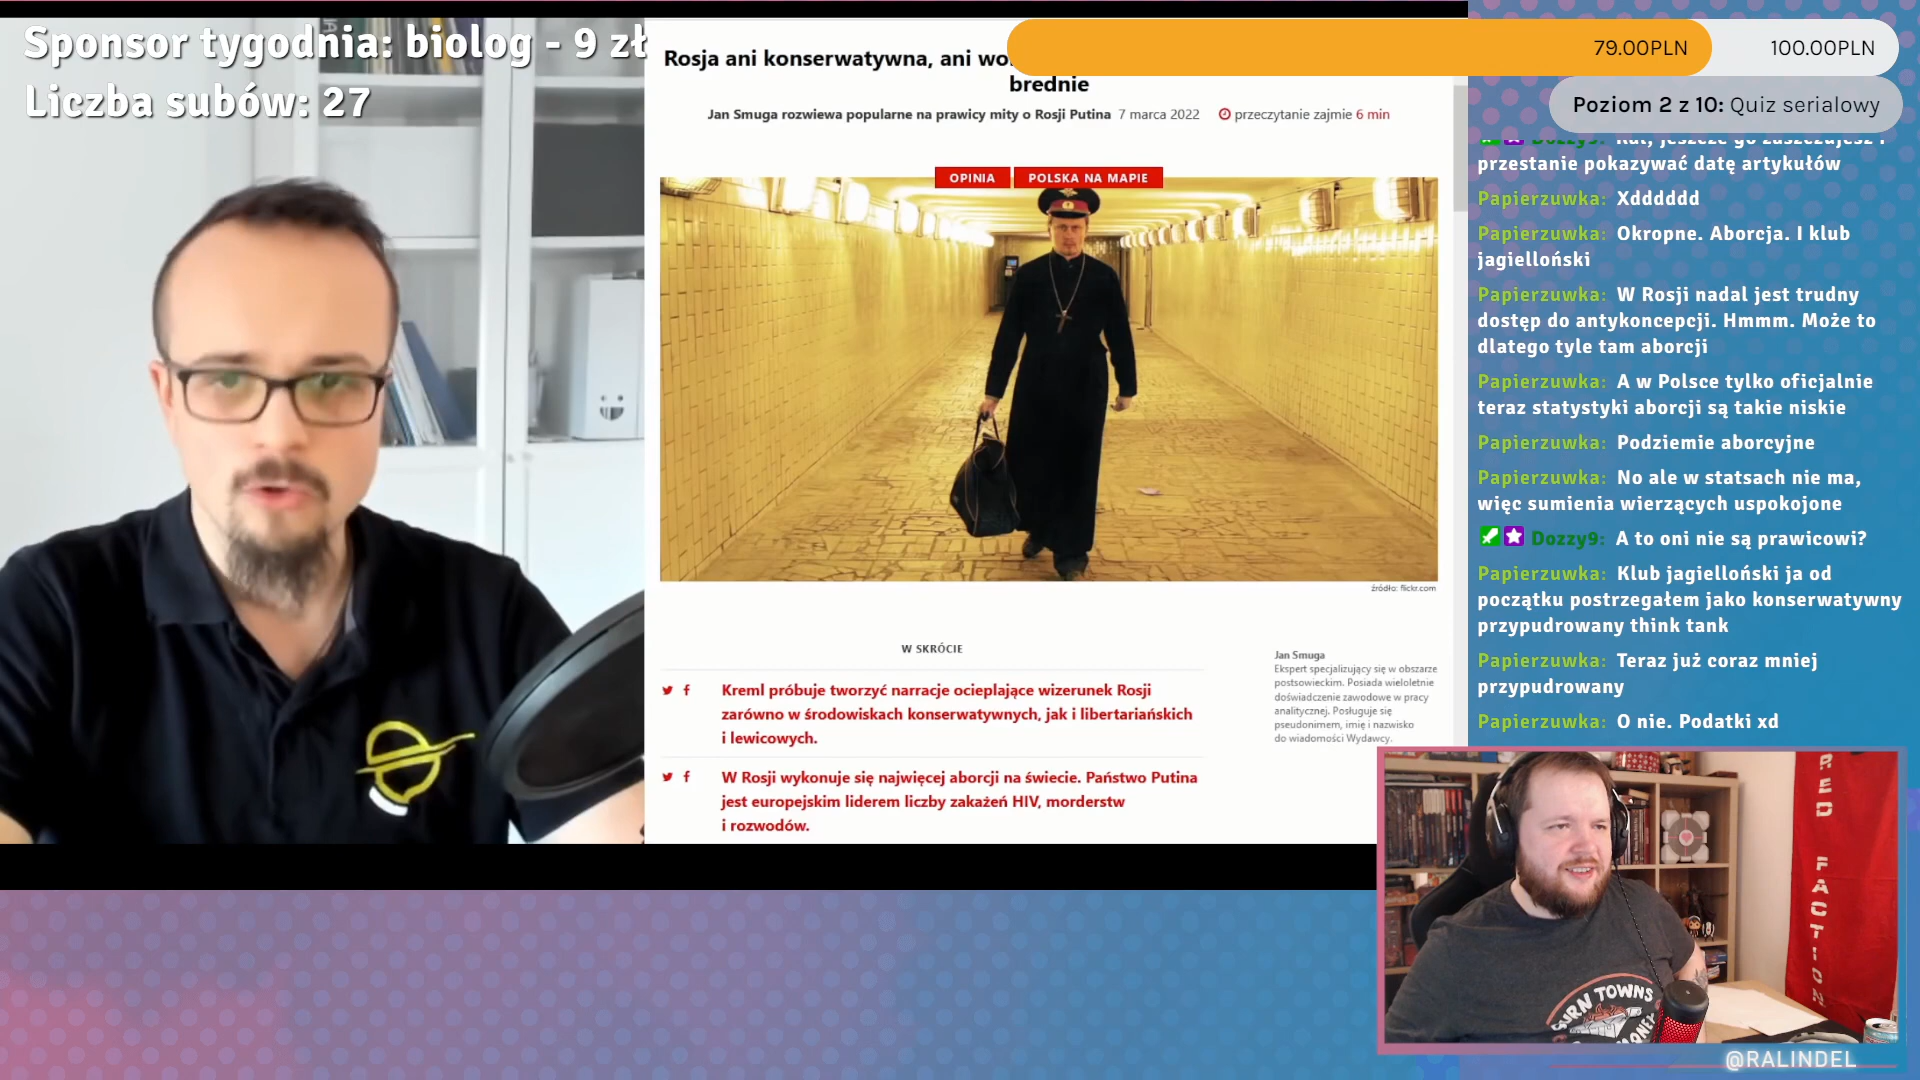 Sponsor tygodnia: biolog - 9 zł
Liczba subów: 27
Rosja ani konserwatywna, ani
brednie
Jan Smuga rozwiewa popularne na prawicy mity o Rosji Putina 7 marca 2022 przeczytanie zajmie 6 min
OPINIA POLSKA NA MAPIE
źródło: flickr.com
W SKRÓCIE
Kreml próbuje tworzyć narracje ocieplające wizerunek Rosji
zarówno w środowiskach konserwatywnych, jak i libertariańskich
i lewicowych.
W Rosji wykonuje się najwięcej aborcji na świecie. Państwo Putina
jest europejskim liderem liczby zakażeń HIV, morderstw
i rozwodów.
Jan Smuga
Ekspert specjalizujący się w obszarze
postsowieckim. Posiada wieloletnie
doświadczenie zawodowe w pracy
analitycznej. Posługuje się
pseudonimem, imię i nazwisko
do wiadomości Wydawcy.
79.00PLN 100.00PLN
Poziom 2 z 10: Quiz serialowy
przestanie pokazywać datę artykułów
Papierzuwka: Xdddddd
Papierzuwka: Okropne. Aborcja. I klub
jagielloński
Papierzuwka: W Rosji nadal jest trudny
dostęp do antykoncepcji. Hmmm. Może to
dlatego tyle tam aborcji
Papierzuwka: A w Polsce tylko oficjalnie
teraz statystyki aborcji są takie niskie
Papierzuwka: Podziemie aborcyjne
Papierzuwka: No ale w statsach nie ma,
więc sumienia wierzących uspokojone
Dozzy9: A to oni nie są prawicowi?
Papierzuwka: Klub jagielloński ja od
początku postrzegałem jako konserwatywny
przypudrowany think tank
Papierzuwka: Teraz już coraz mniej
przypudrowany
Papierzuwka: O nie. Podatki xd
RED FACTION
TOWNS
@RALINDEL